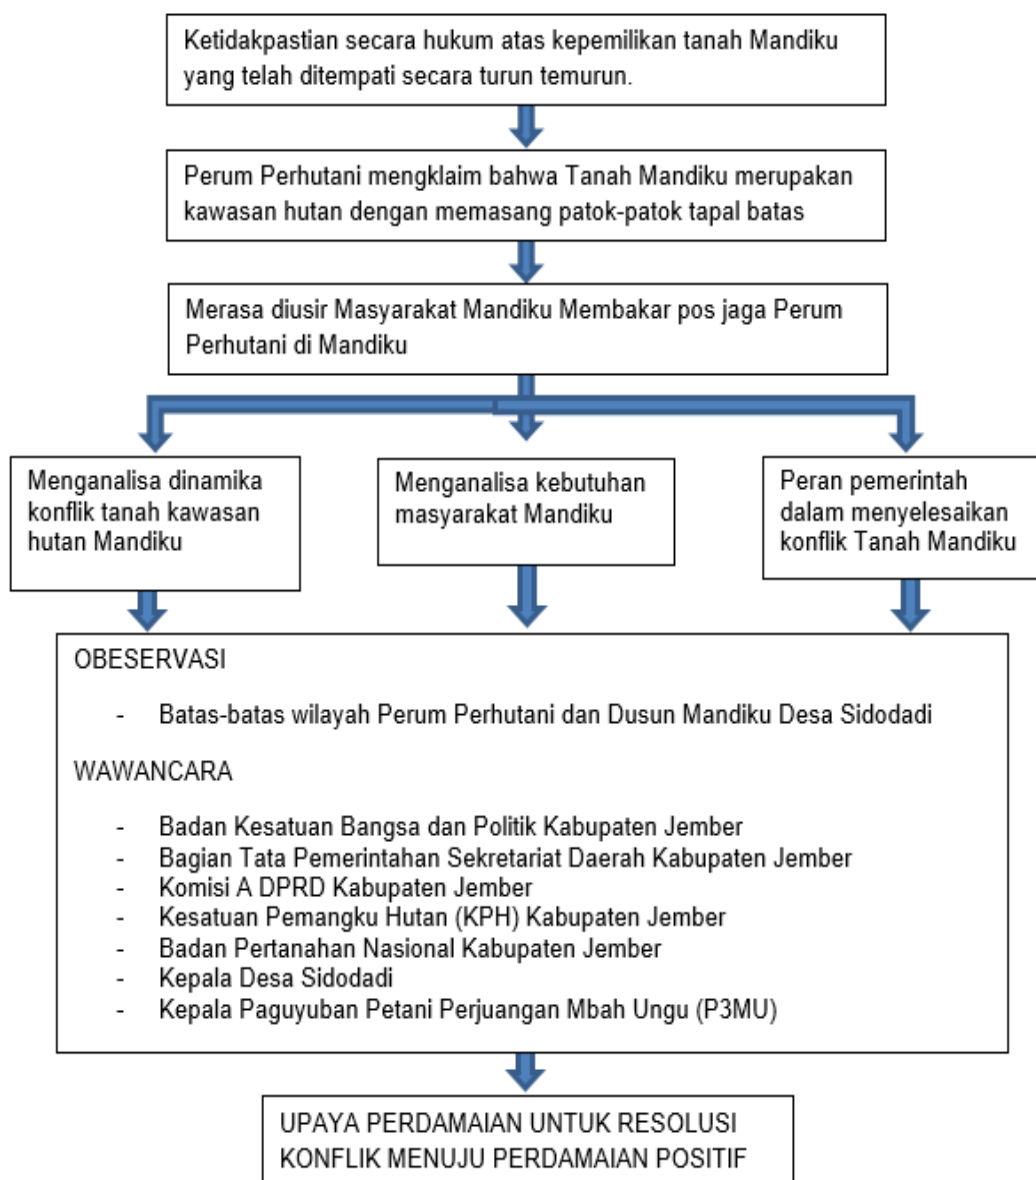 Ketidakpastian secara hukum atas kepemilikan tanah Mandiku
yang telah ditempati secara turun temurun.
Perum Perhutani mengklaim bahwa Tanah Mandiku merupakan
kawasan hutan dengan memasang patok-patok tapal batas
Merasa diusir Masyarakat Mandiku Membakar pos jaga Perum
Perhutani di Mandiku
Menganalisa dinamika
konflik tanah kawasan
hutan Mandiku
Menganalisa kebutuhan
masyarakat Mandiku
Peran pemerintah
dalam menyelesaikan
konflik Tanah Mandiku
OBESERVASI
- Batas-batas wilayah Perum Perhutani dan Dusun Mandiku Desa Sidodadi
WAWANCARA
- Badan Kesatuan Bangsa dan Politik Kabupaten Jember
- Bagian Tata Pemerintahan Sekretariat Daerah Kabupaten Jember
- Komisi A DPRD Kabupaten Jember
- Kesatuan Pemangku Hutan (KPH) Kabupaten Jember
- Badan Pertanahan Nasional Kabupaten Jember
- Kepala Desa Sidodadi
- Kepala Paguyuban Petani Perjuangan Mbah Ungu (P3MU)
UPAYA PERDAMAIAN UNTUK RESOLUSI
KONFLIK MENUJU PERDAMAIAN POSITIF